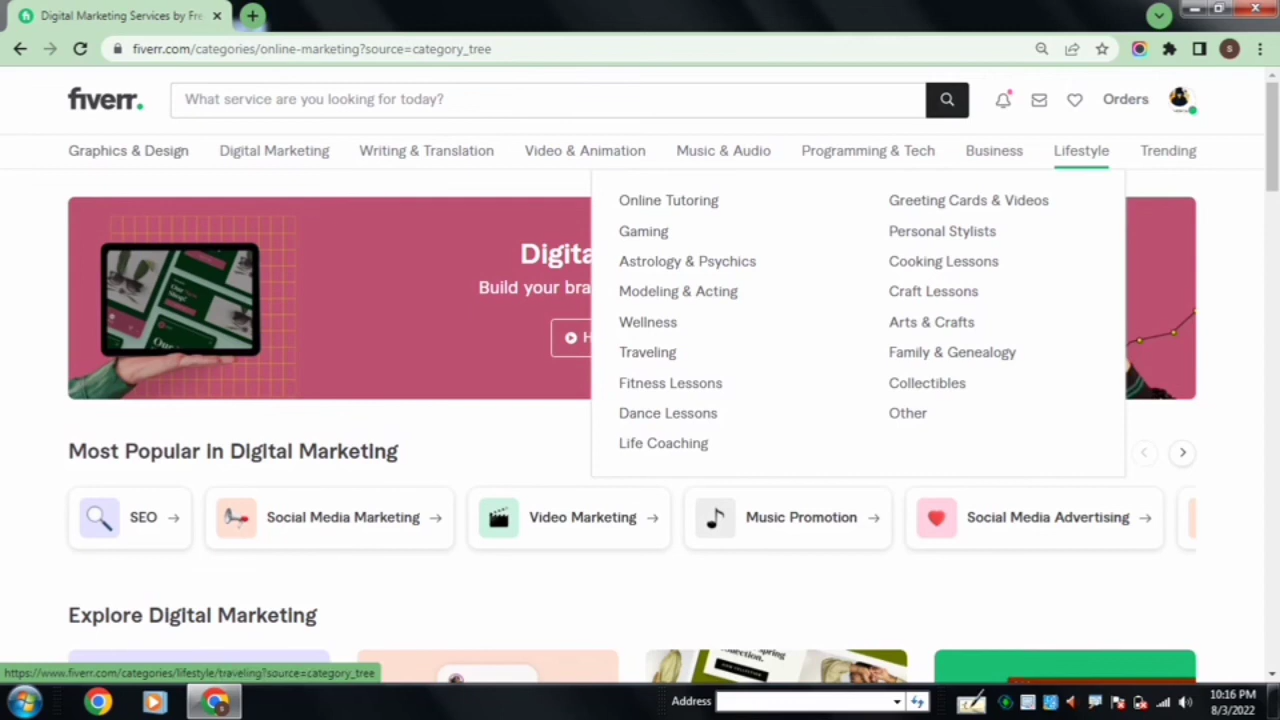 Digital Marketing Services by Fre
fiverr.com/categories/online-marketing?source=category_tree
S
fiverr.
What service are you looking for today?
Orders
Graphics & Design
Digital Marketing
Writing & Translation
Video & Animation
Music & Audio
Programming & Tech
Business
Lifestyle
Trending
Online Tutoring
Gaming
Astrology & Psychics
Modeling & Acting
Wellness
Traveling
Fitness Lessons
Dance Lessons
Life Coaching
Greeting Cards & Videos
Personal Stylists
Cooking Lessons
Craft Lessons
Arts & Crafts
Family & Genealogy
Collectibles
Other
Digita
Build your bra
H
Most Popular in Digital Marketing
SEO
Social Media Marketing
Video Marketing
Music Promotion
Social Media Advertising
Explore Digital Marketing
https://www.fiverr.com/categories/lifestyle/traveling?source=category_tree
Address
10:16 PM
8/3/2022